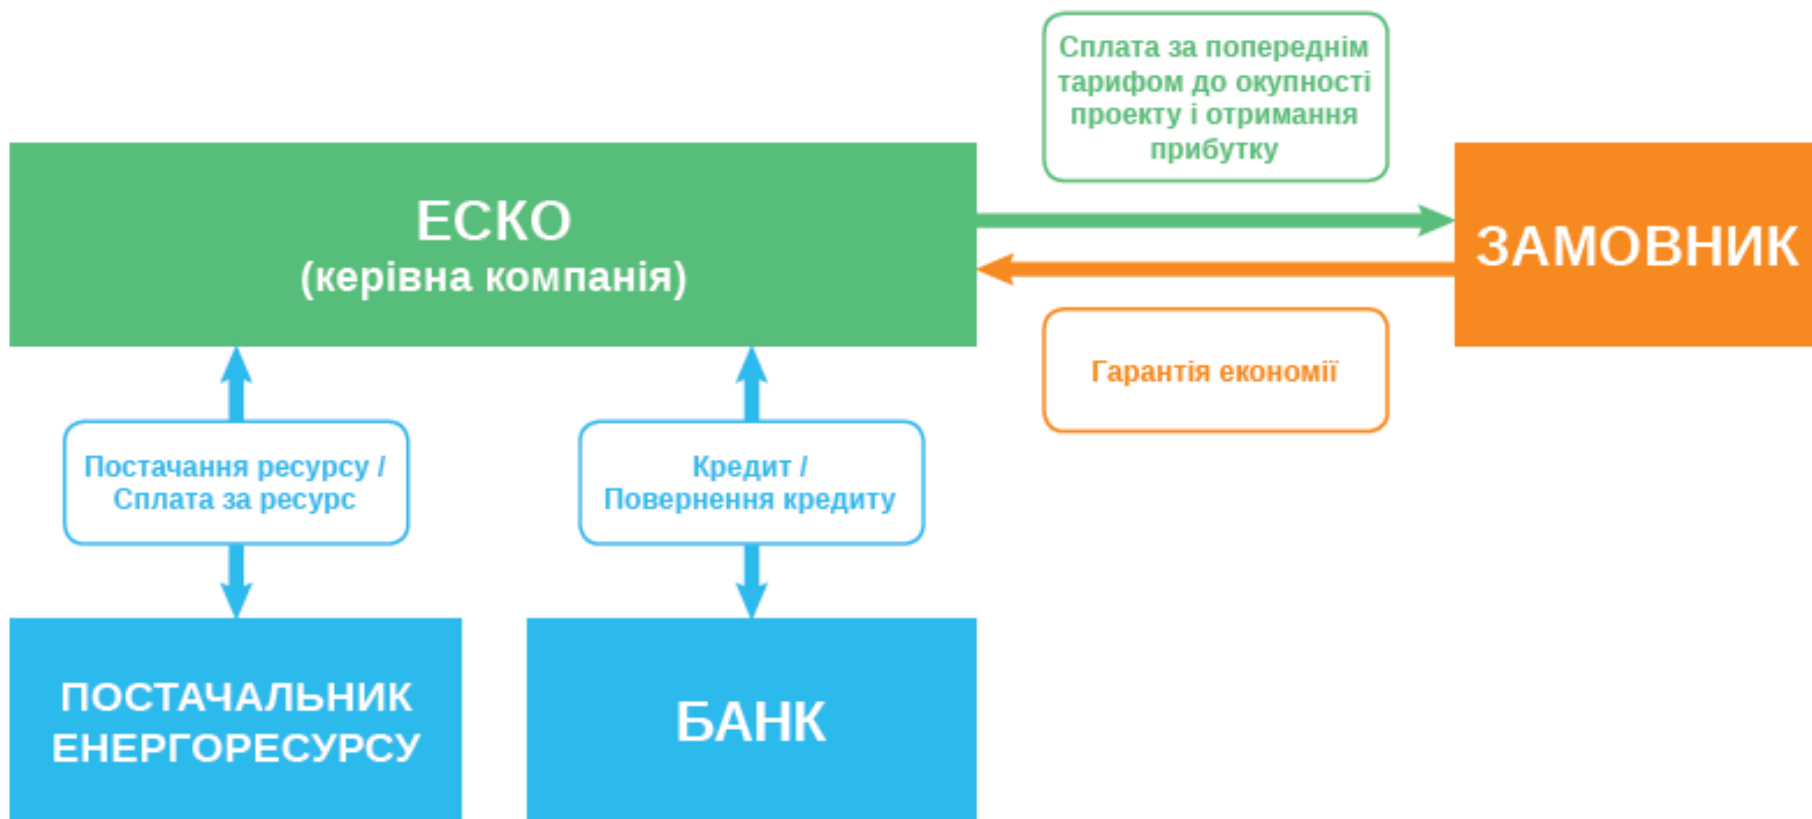 Сплата за попереднім
тарифом до окупності
проекту і отримання
прибутку
ЕСКО
(керівна компанія)
ЗАМОВНИК
Гарантія економії
Постачання ресурсу /
Сплата за ресурс
Кредит /
Повернення кредиту
ПОСТАЧАЛЬНИК
ЕНЕРГОРЕСУРСУ
БАНК